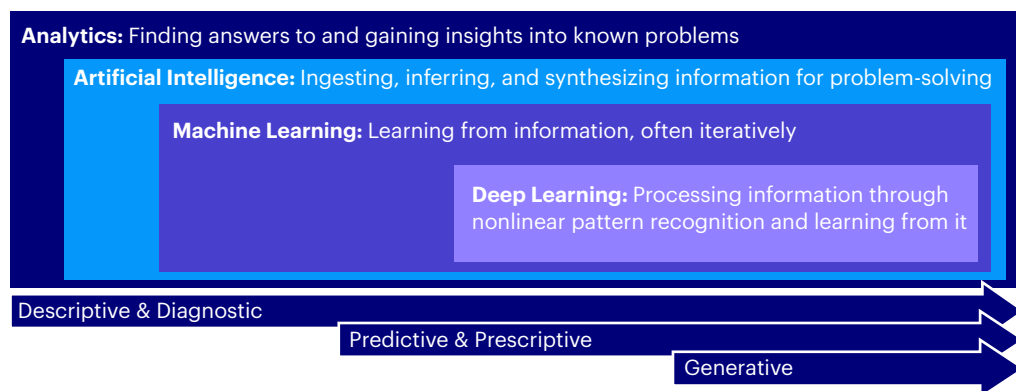 Analytics: Finding answers to and gaining insights into known problems
Artificial Intelligence: Ingesting, inferring, and synthesizing information for problem-solving
Machine Learning: Learning from information, often iteratively
Deep Learning: Processing information through
nonlinear pattern recognition and learning from it
Descriptive & Diagnostic
Predictive & Prescriptive
Generative